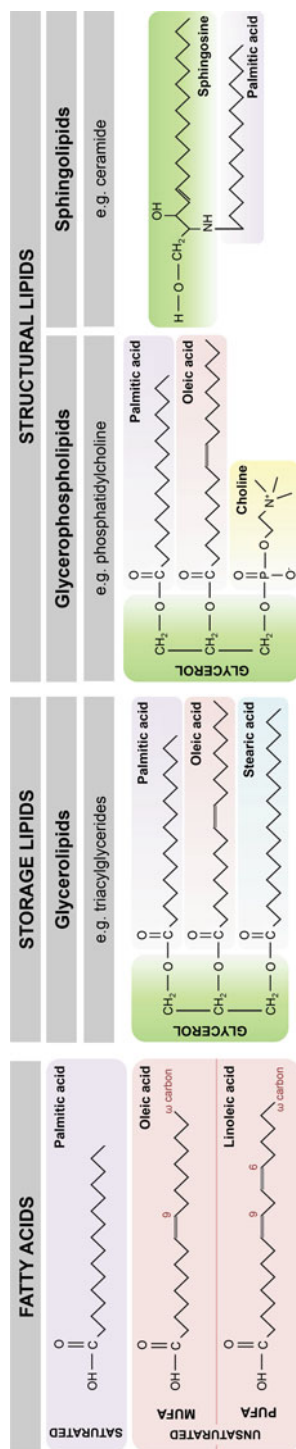 FATTY ACIDS
SATURATED
Palmitic acid
O
C
OH
UNSATURATED
MUFA
Oleic acid
O
C
OH
9
ω carbon
PUFA
Linoleic acid
O
C
OH
9
6
ω carbon
STORAGE LIPIDS
Glycerolipids
e.g. triacylglycerides
GLYCEROL
Palmitic acid
O
CH2 O C
Oleic acid
O
CH2 O C
Stearic acid
O
CH2 O C
STRUCTURAL LIPIDS
Glycerophospholipids
e.g. phosphatidylcholine
GLYCEROL
Palmitic acid
O
CH2 O C
Oleic acid
O
CH2 O C
Choline
O
CH2 O P O N+
O-
Sphingolipids
e.g. ceramide
OH
H O CH2
Sphingosine
NH
Palmitic acid